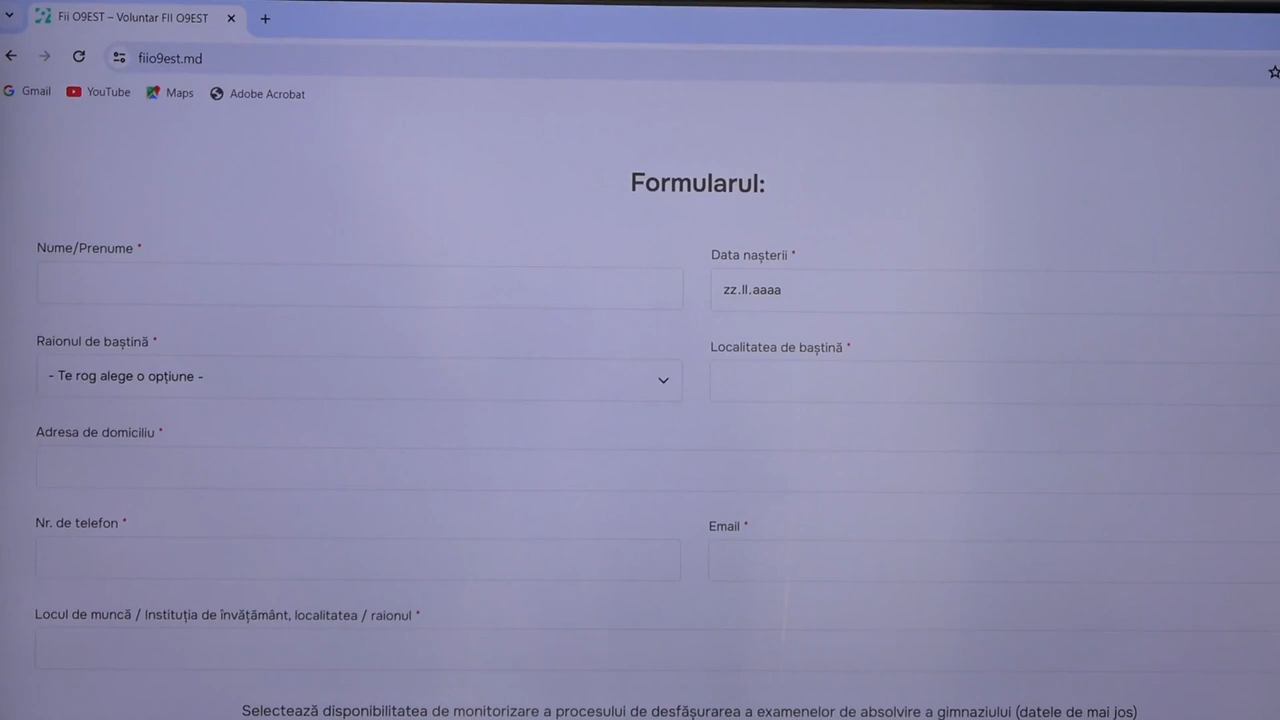 Fii O9EST – Voluntar FII O9EST
fiio9est.md
Gmail YouTube Maps Adobe Acrobat
Formularul:
Nume/Prenume *
Data nașterii *
zz.ll.aaaa
Raionul de baștină *
Localitatea de baștină *
- Te rog alege o opțiune -
Adresa de domiciliu *
Nr. de telefon *
Email *
Locul de muncă / Instituția de învățământ, localitatea / raionul *
Selectează disponibilitatea de monitorizare a procesului de desfășurarea a examenelor de absolvire a gimnaziului (datele de mai jos)